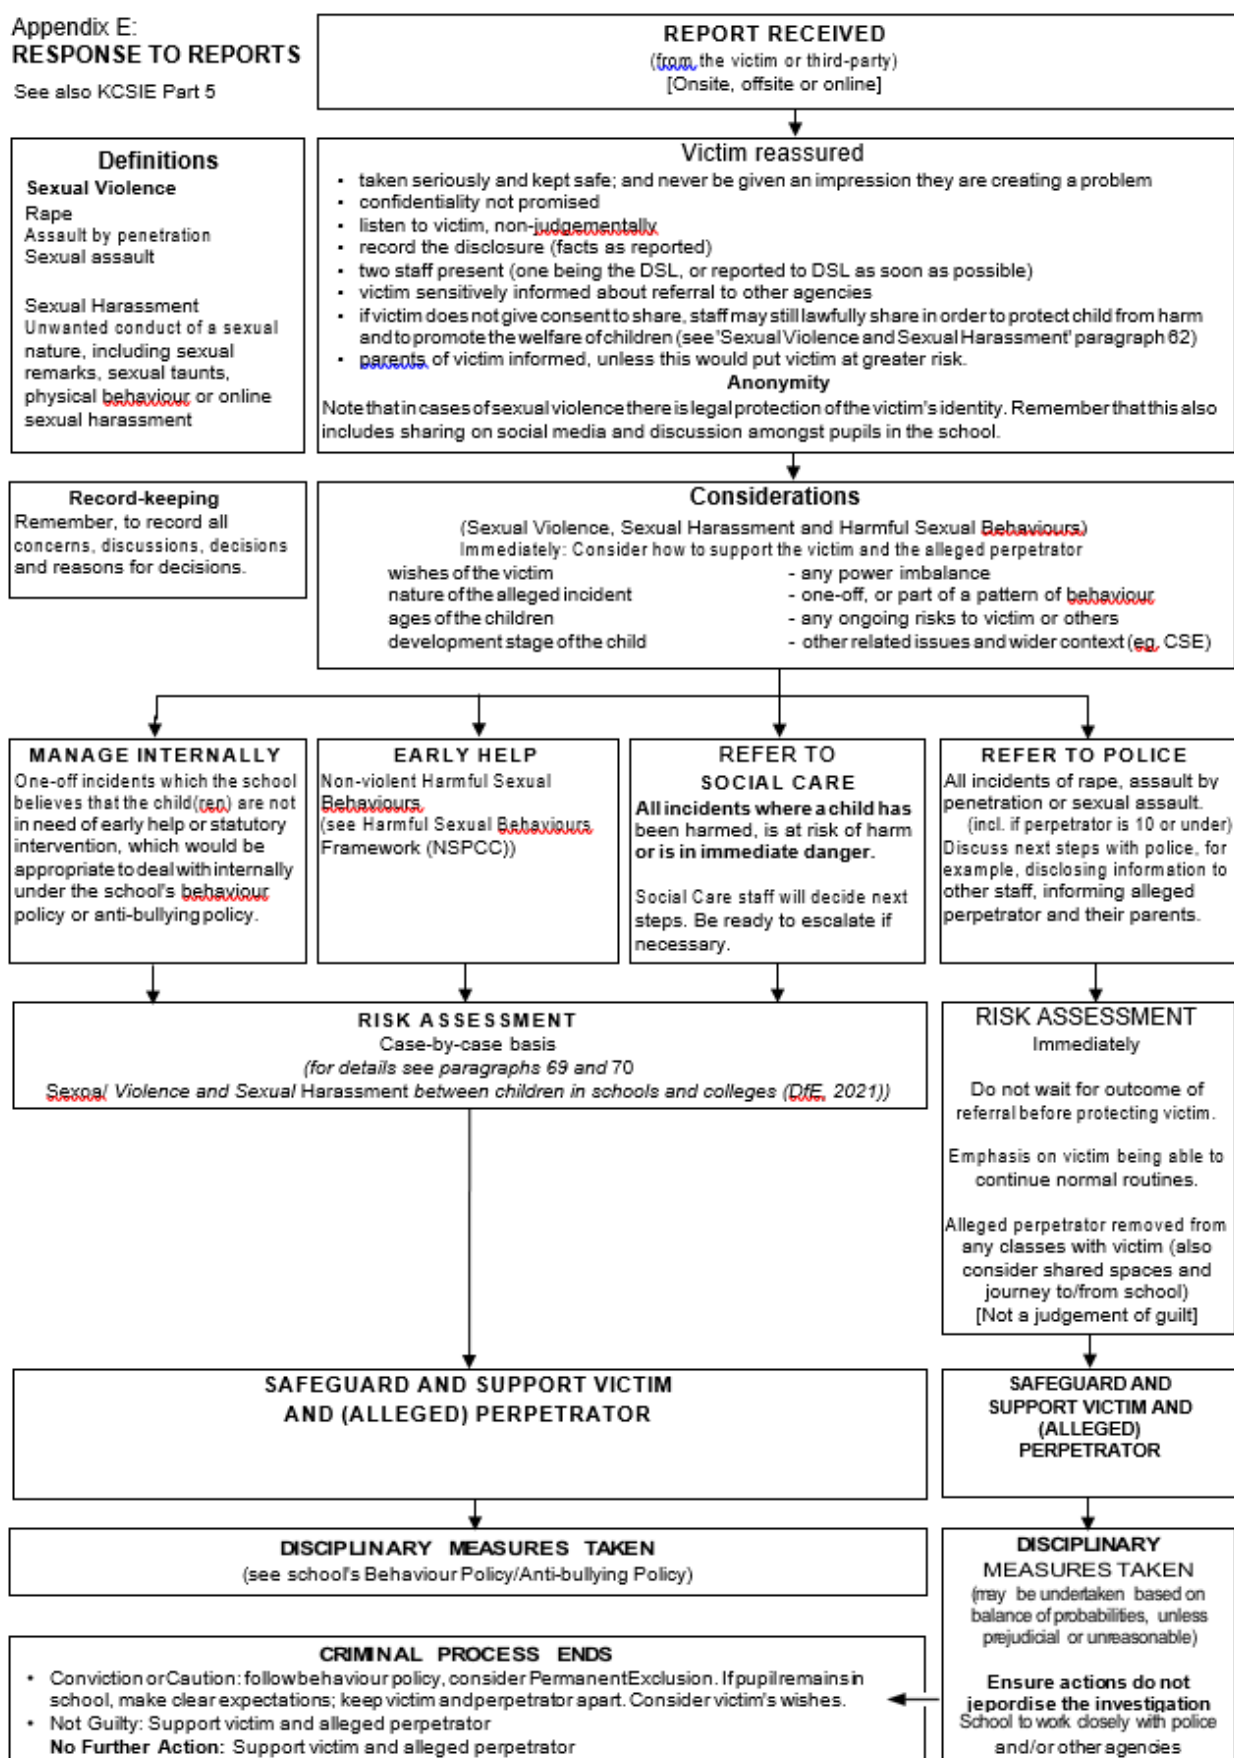 Appendix E:
RESPONSE TO REPORTS
See also KCSIE Part 5
REPORT RECEIVED
(from the victim or third-party)
[Onsite, offsite or online]
Definitions
Sexual Violence
Rape
Assault by penetration
Sexual assault
Sexual Harassment
Unwanted conduct of a sexual
nature, including sexual
remarks, sexual taunts,
physical behaviour or online
sexual harassment
Victim reassured
• taken seriously and kept safe; and never be given an impression they are creating a problem
• confidentiality not promised
• listen to victim, non-judgementally
• record the disclosure (facts as reported)
• two staff present (one being the DSL, or reported to DSL as soon as possible)
• victim sensitively informed about referral to other agencies
• if victim does not give consent to share, staff may still lawfully share in order to protect child from harm
and to promote the welfare of children (see 'Sexual Violence and Sexual Harassment' paragraph 62)
• parents of victim informed, unless this would put victim at greater risk.
Anonymity
Note that in cases of sexual violence there is legal protection of the victim's identity. Remember that this also
includes sharing on social media and discussion amongst pupils in the school.
Record-keeping
Remember, to record all
concerns, discussions, decisions
and reasons for decisions.
Considerations
(Sexual Violence, Sexual Harassment and Harmful Sexual Behaviours)
Immediately: Consider how to support the victim and the alleged perpetrator
wishes of the victim - any power imbalance
nature of the alleged incident - one-off, or part of a pattern of behaviour
ages of the children - any ongoing risks to victim or others
development stage of the child - other related issues and wider context (eg, CSE)
MANAGE INTERNALLY
One-off incidents which the school
believes that the child(ren) are not
in need of early help or statutory
intervention, which would be
appropriate to deal with internally
under the school's behaviour
policy or anti-bullying policy.
EARLY HELP
Non-violent Harmful Sexual
Behaviours
(see Harmful Sexual Behaviours
Framework (NSPCC))
REFER TO
SOCIAL CARE
All incidents where a child has
been harmed, is at risk of harm
or is in immediate danger.
Social Care staff will decide next
steps. Be ready to escalate if
necessary.
REFER TO POLICE
All incidents of rape, assault by
penetration or sexual assault.
(incl. if perpetrator is 10 or under)
Discuss next steps with police, for
example, disclosing information to
other staff, informing alleged
perpetrator and their parents.
RISK ASSESSMENT
Case-by-case basis
(for details see paragraphs 69 and 70
Sexoa/ Violence and Sexual Harassment between children in schools and colleges (DfE, 2021))
RISK ASSESSMENT
Immediately
Do not wait for outcome of
referral before protecting victim.
Emphasis on victim being able to
continue normal routines.
Alleged perpetrator removed from
any classes with victim (also
consider shared spaces and
journey to/from school)
[Not a judgement of guilt]
SAFEGUARD AND SUPPORT VICTIM
AND (ALLEGED) PERPETRATOR
SAFEGUARD AND
SUPPORT VICTIM AND
(ALLEGED)
PERPETRATOR
DISCIPLINARY MEASURES TAKEN
(see school's Behaviour Policy/Anti-bullying Policy)
DISCIPLINARY
MEASURES TAKEN
(may be undertaken based on
balance of probabilities, unless
prejudicial or unreasonable)
Ensure actions do not
jepordise the investigation
School to work closely with police
and/or other agencies
CRIMINAL PROCESS ENDS
• Conviction or Caution: follow behaviour policy, consider Permanent Exclusion. If pupil remains in
school, make clear expectations; keep victim and perpetrator apart. Consider victim's wishes.
• Not Guilty: Support victim and alleged perpetrator
No Further Action: Support victim and alleged perpetrator